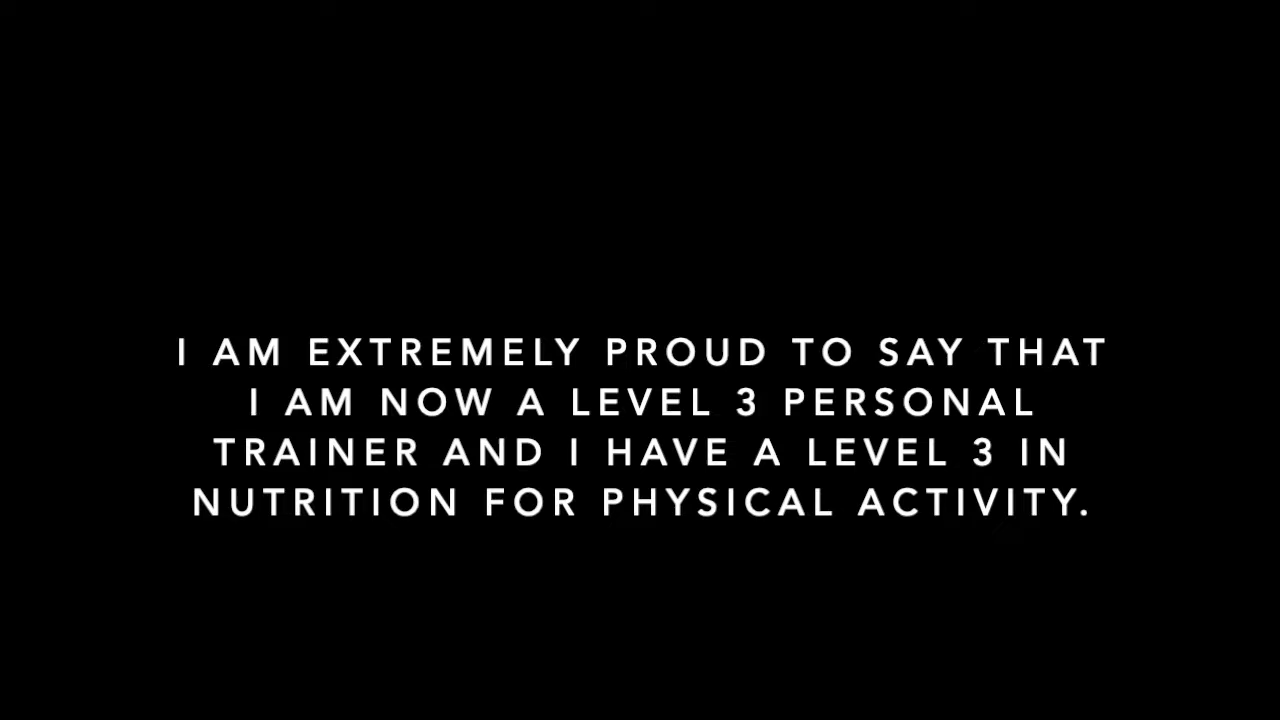 I AM EXTREMELY PROUD TO SAY THAT
I AM NOW A LEVEL 3 PERSONAL
TRAINER AND I HAVE A LEVEL 3 IN
NUTRITION FOR PHYSICAL ACTIVITY.